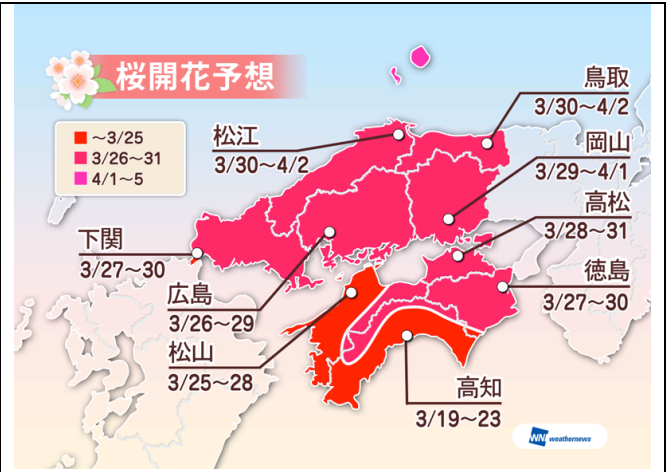 桜開花予想
～3/25
3/26～31
4/1～5
鳥取
3/30～4/2
松江
3/30～4/2
岡山
3/29～4/1
高松
3/28～31
下関
3/27～30
徳島
3/27～30
広島
3/26～29
松山
3/25～28
高知
3/19～23
WN weathernews